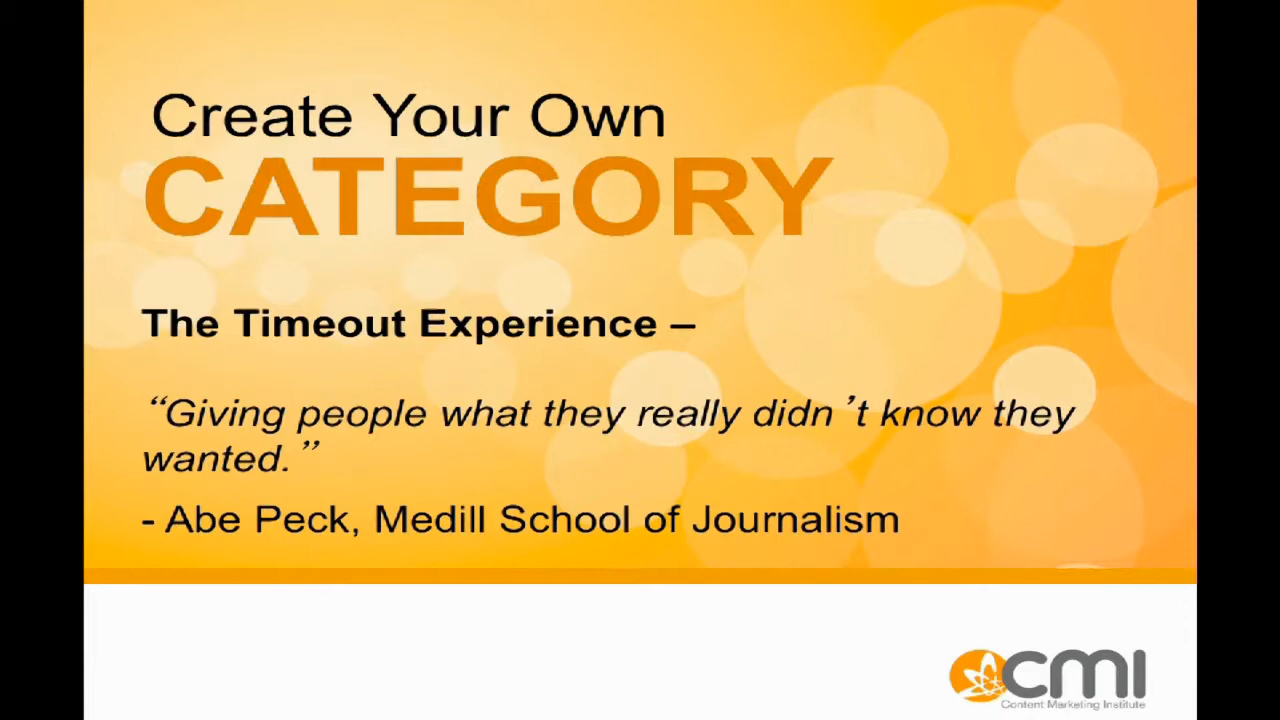 Create Your Own
CATEGORY
The Timeout Experience –
“Giving people what they really didn’t know they
wanted.”
- Abe Peck, Medill School of Journalism
cmi
Content Marketing Institute